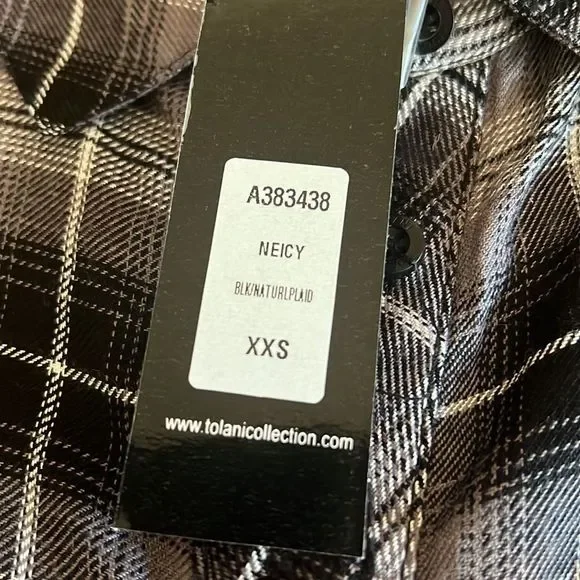 A383438
NEICY
BLK/NATURLPLAID
XXS
www.tolanicollection.com